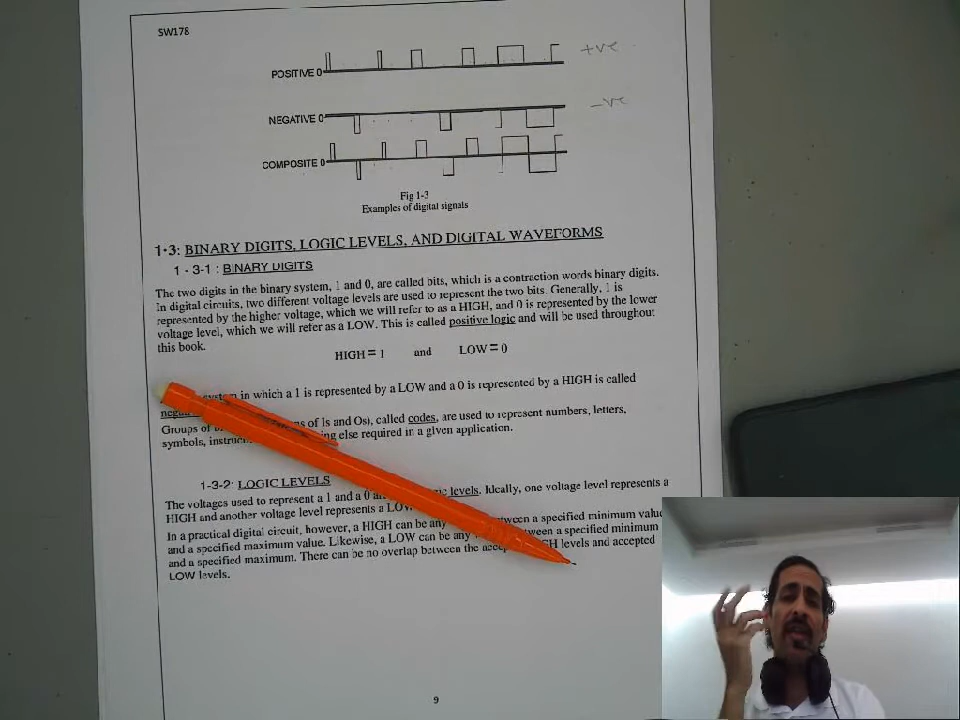 SW178
POSITIVE 0
+ve
NEGATIVE 0
-ve
COMPOSITE 0
Fig 1-3
Examples of digital signals
1·3: BINARY DIGITS, LOGIC LEVELS, AND DIGITAL WAVEFORMS
1 - 3-1 : BINARY DIGITS
The two digits in the binary system, 1 and 0, are called bits, which is a contraction words binary digits.
In digital circuits, two different voltage levels are used to represent the two bits. Generally, 1 is
represented by the higher voltage, which we will refer to as a HIGH, and 0 is represented by the lower
voltage level, which we will refer as a LOW. This is called positive logic and will be used throughout
this book.
HIGH = 1 and LOW = 0
system in which a 1 is represented by a LOW and a 0 is represented by a HIGH is called
Groups of of 1s and Os), called codes, are used to represent numbers, letters,
symbols, else required in a given application.
1-3-2: LOGIC LEVELS
The voltages used to represent a 1 and a 0 levels. Ideally, one voltage level represents a
HIGH and another voltage level represents a
In a practical digital circuit, however, a HIGH can be any between a specified minimum value
and a specified maximum value. Likewise, a LOW can be any between a specified minimum
and a specified maximum. There can be no overlap between the levels and accepted
LOW levels.
9